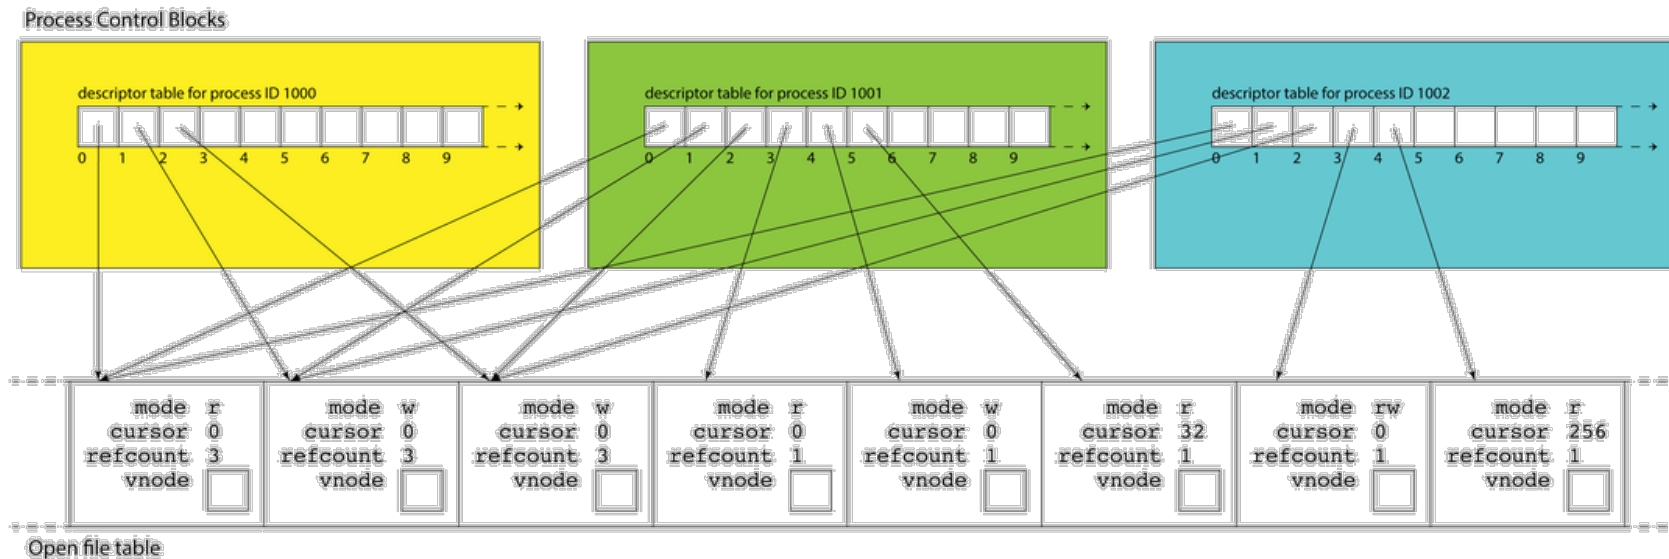 Process Control Blocks
descriptor table for process ID 1000
0 1 2 3 4 5 6 7 8 9
descriptor table for process ID 1001
0 1 2 3 4 5 6 7 8 9
descriptor table for process ID 1002
0 1 2 3 4 5 6 7 8 9
mode r
cursor 0
refcount 3
vnode
mode w
cursor 0
refcount 3
vnode
mode w
cursor 0
refcount 3
vnode
mode r
cursor 0
refcount 1
vnode
mode w
cursor 0
refcount 1
vnode
mode r
cursor 32
refcount 1
vnode
mode rw
cursor 0
refcount 1
vnode
mode r
cursor 256
refcount 1
vnode
Open file table